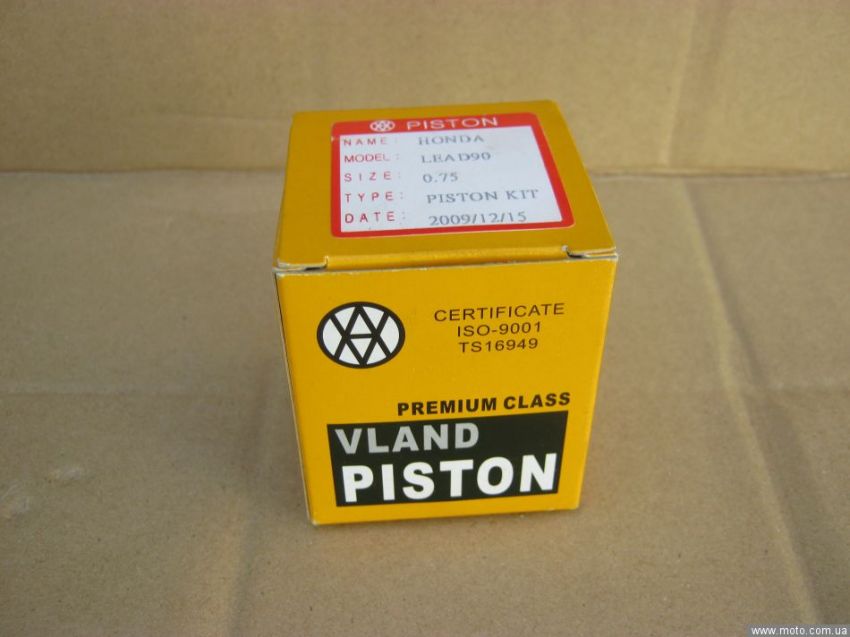 PISTON
NAME: HONDA
MODEL: LEAD90
SIZE: 0.75
TYPE: PISTON KIT
DATE: 2009/12/15
CERTIFICATE
ISO-9001
TS16949
PREMIUM CLASS
VLAND
PISTON
www.moto.com.ua